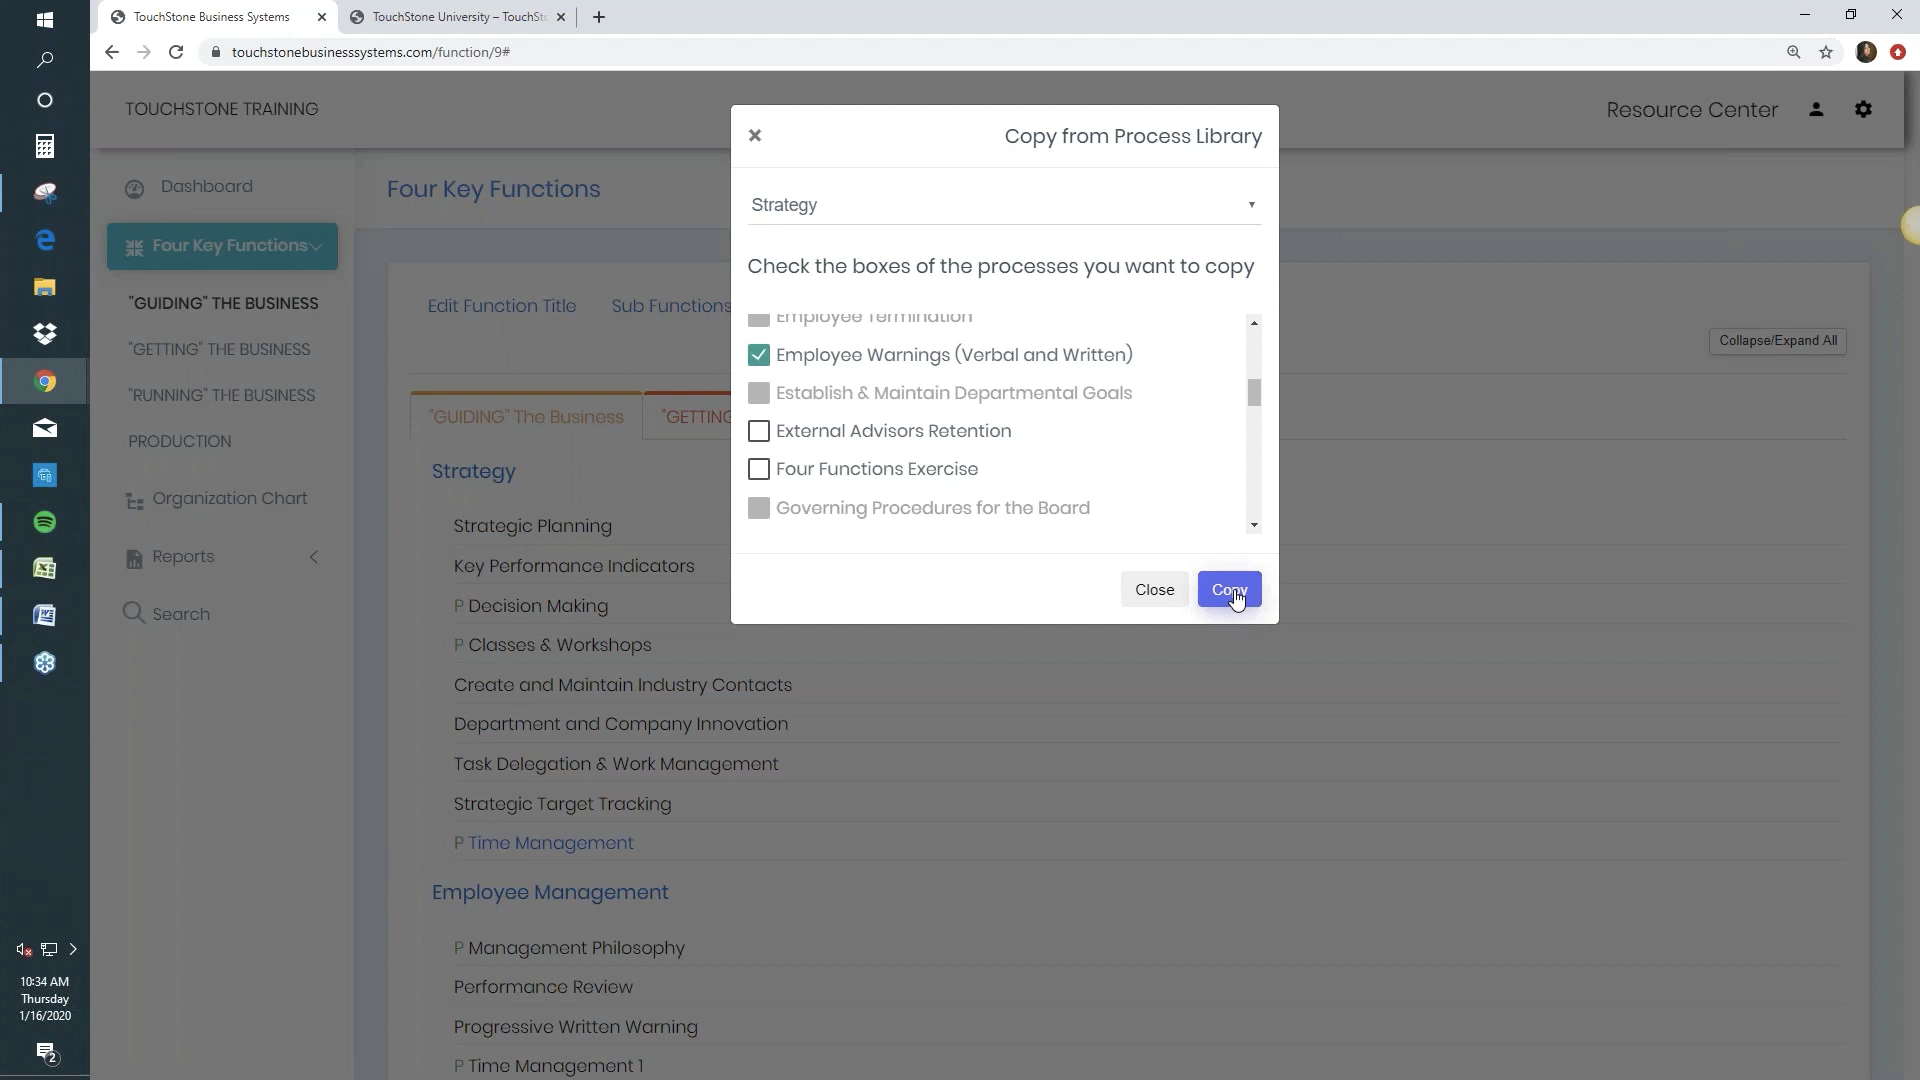 TouchStone Business Systems
TouchStone University – TouchSt
touchstonebusinesssystems.com/function/9#
TOUCHSTONE TRAINING
Resource Center
Dashboard
Four Key Functions
"GUIDING" THE BUSINESS
"GETTING" THE BUSINESS
"RUNNING" THE BUSINESS
PRODUCTION
Organization Chart
Reports
Search
Four Key Functions
Edit Function Title
Sub Functions
Collapse/Expand All
"GUIDING" The Business
"GETTING
Strategy
Strategic Planning
Key Performance Indicators
P Decision Making
P Classes & Workshops
Create and Maintain Industry Contacts
Department and Company Innovation
Task Delegation & Work Management
Strategic Target Tracking
P Time Management
Employee Management
P Management Philosophy
Performance Review
Progressive Written Warning
P Time Management 1
Copy from Process Library
Strategy
Check the boxes of the processes you want to copy
Employee Termination
Employee Warnings (Verbal and Written)
Establish & Maintain Departmental Goals
External Advisors Retention
Four Functions Exercise
Governing Procedures for the Board
Close
Copy
10:34 AM
Thursday
1/16/2020
2